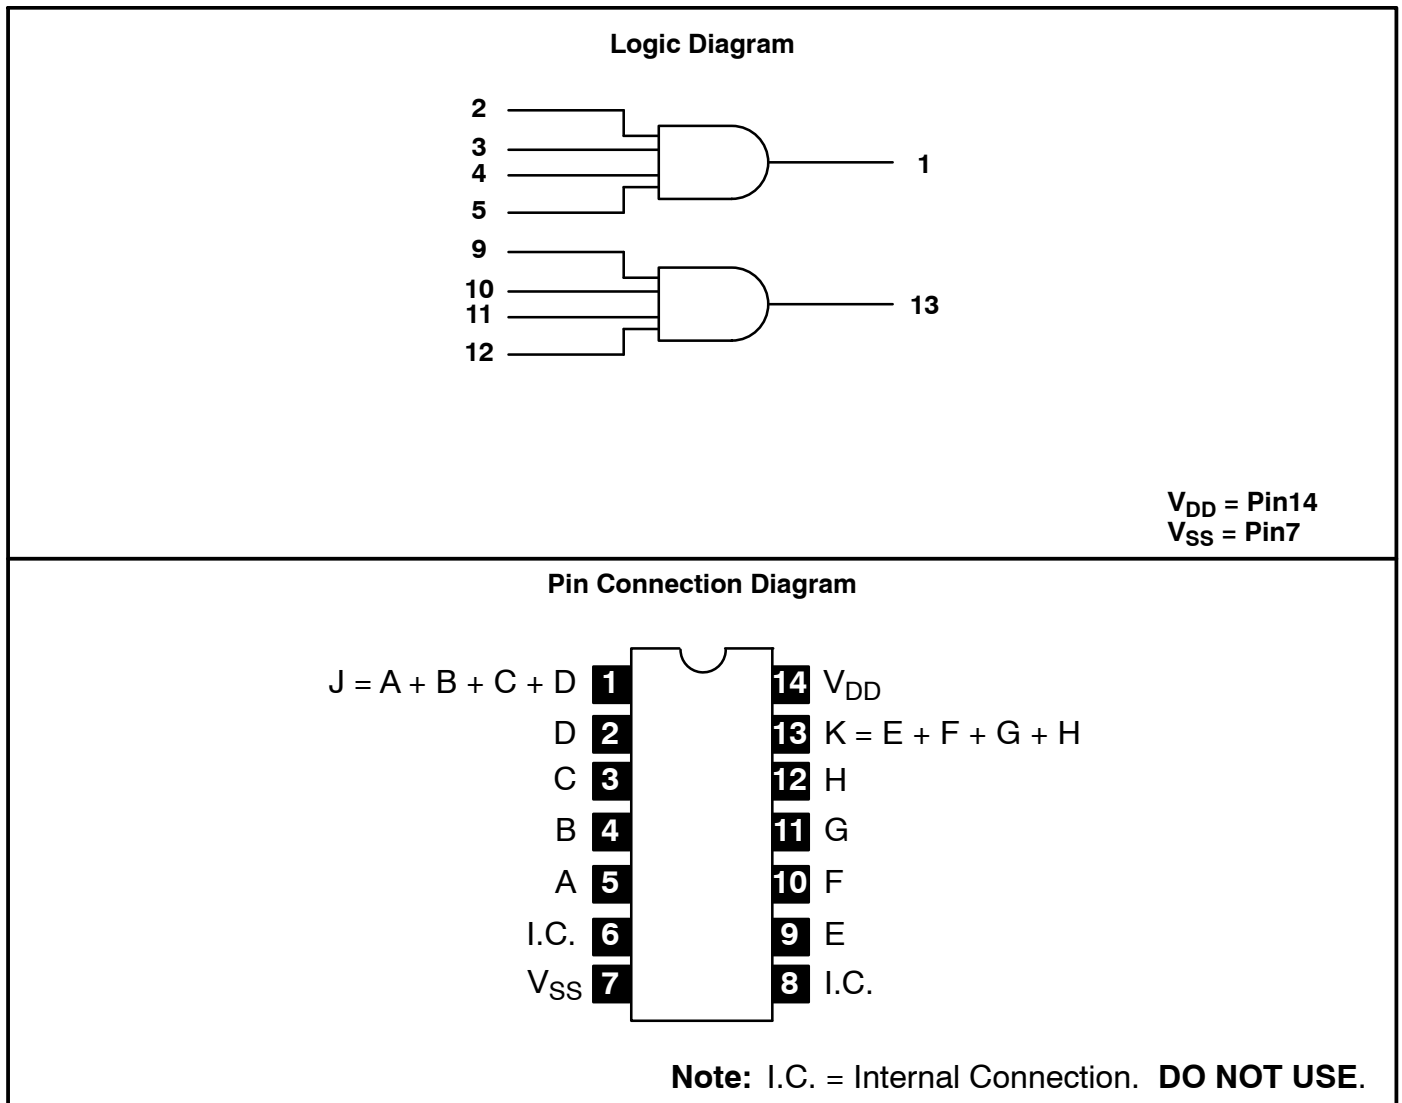 Logic Diagram
2
3
4
5
1
9
10
11
12
13
VDD = Pin14
VSS = Pin7
Pin Connection Diagram
J = A + B + C + D 1 14 VDD
D 2 13 K = E + F + G + H
C 3 12 H
B 4 11 G
A 5 10 F
I.C. 6 9 E
VSS 7 8 I.C.
Note: I.C. = Internal Connection. DO NOT USE.